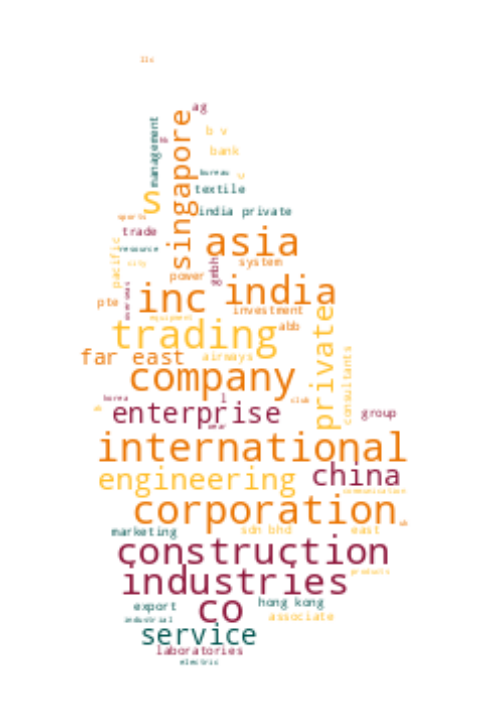 llc
ag
management
singapore
b v
bank
bureau
v
textile
s
india private
sports
trade
resource
asia
pacific
city
gmbh
system
power
overseas
inc
india
pte
investment
equipment
abb
trading
private
far east
airways
consultants
company
korea
l
club
enterprise
group
near
international
engineering
china
communication
corporation
marketing
sdn bhd
east
construction
industries
products
co
export
hong kong
industrial
associate
service
laboratories
electric